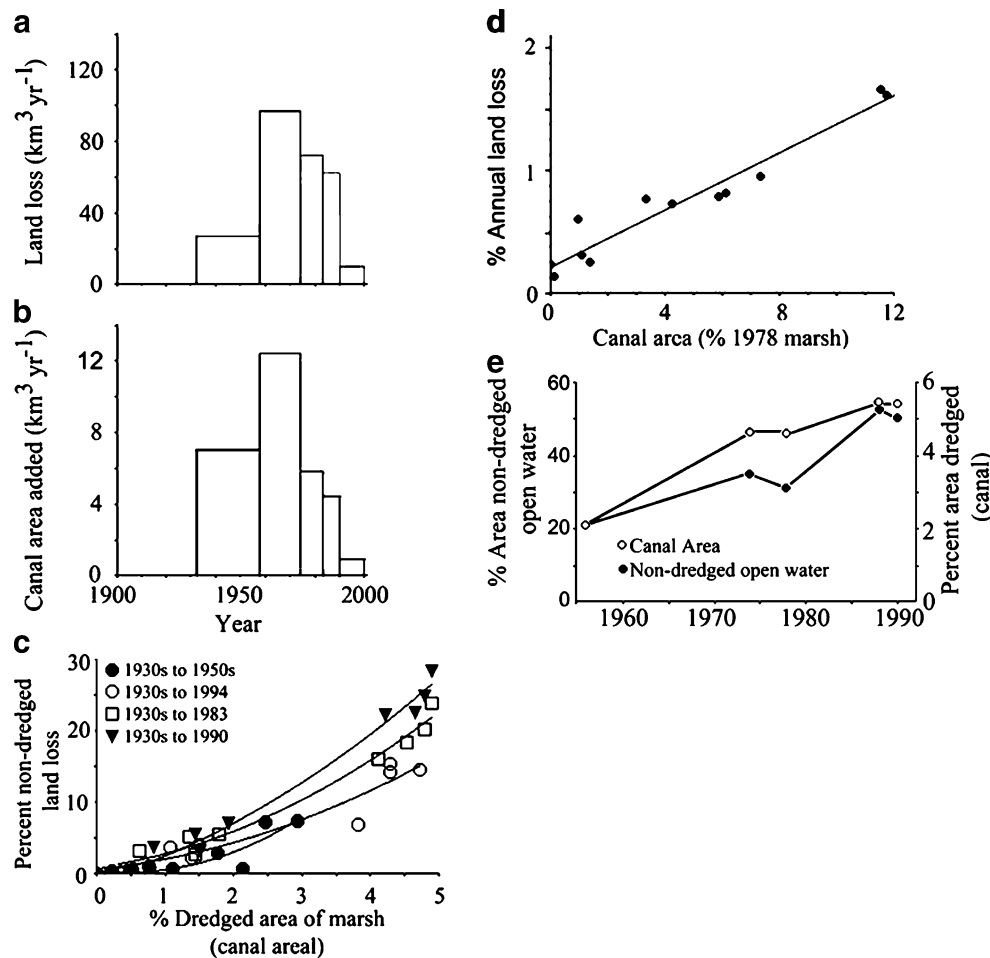 a
Land loss (km³ yr⁻¹)
120
80
40
0
b
Canal area added (km³ yr⁻¹)
12
8
4
0
1900
1950
2000
Year
c
Percent non-dredged
land loss
30
20
10
0
1930s to 1950s
1930s to 1994
1930s to 1983
1930s to 1990
0 1 2 3 4 5
% Dredged area of marsh
(canal areal)
d
% Annual land loss
2
1
0
0 4 8 12
Canal arca (% 1978 marsh)
e
% Area non-dredged
open water
60
40
20
0
Canal Area
Non-dredged open water
1960 1970 1980 1990
6
4
2
0
Percent area dredged
(canal)